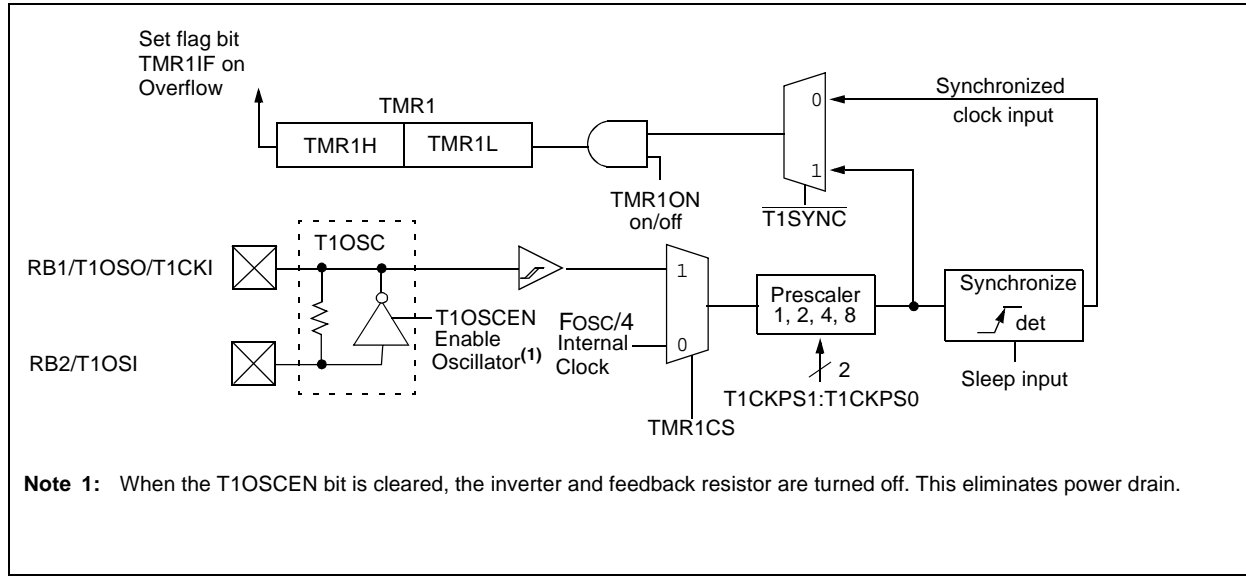 Set flag bit
TMR1IF on
Overflow
TMR1
TMR1H
TMR1L
TMR1ON
on/off
0
1
T1SYNC
Synchronized
clock input
RB1/T1OSO/T1CKI
RB2/T1OSI
T1OSC
T1OSCEN
Enable
Oscillator(1)
FOSC/4
Internal
Clock
1
0
TMR1CS
Prescaler
1, 2, 4, 8
2
T1CKPS1:T1CKPS0
Synchronize
det
Sleep input
Note 1: When the T1OSCEN bit is cleared, the inverter and feedback resistor are turned off. This eliminates power drain.